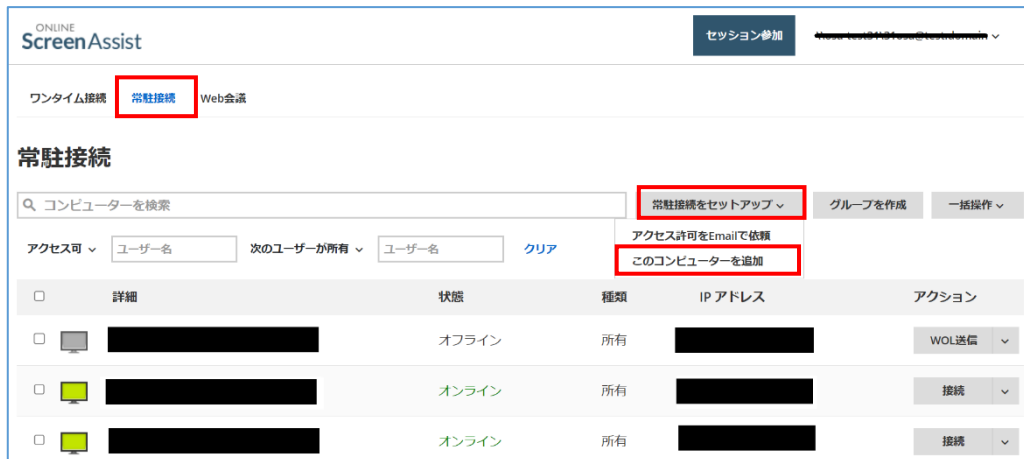 ONLINE
ScreenAssist
セッション参加
ワンタイム接続 常駐接続 Web会議
常駐接続
コンピューターを検索
常駐接続をセットアップ グループを作成 一括操作
アクセス許可をEmailで依頼
このコンピューターを追加
アクセス可 ユーザー名 次のユーザーが所有 ユーザー名 クリア
詳細 状態 種類 IP アドレス アクション
オフライン 所有 WOL送信
オンライン 所有 接続
オンライン 所有 接続